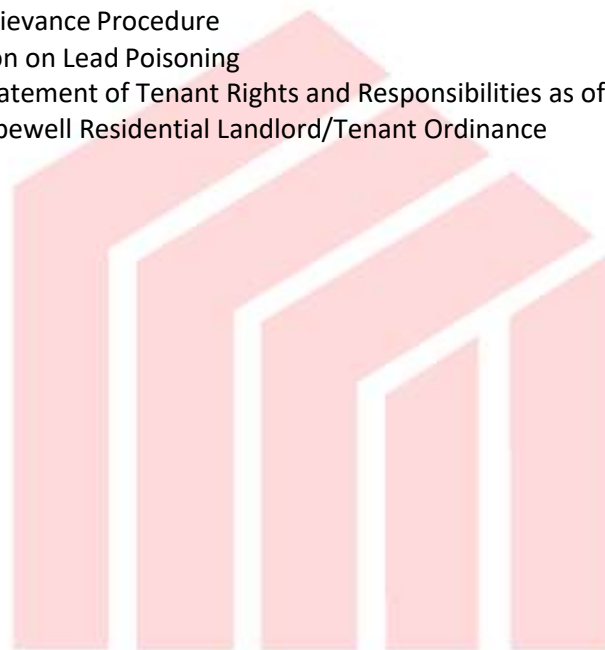 ievance Procedure
on on Lead Poisoning
atement of Tenant Rights and Responsibilities as of
pewell Residential Landlord/Tenant Ordinance